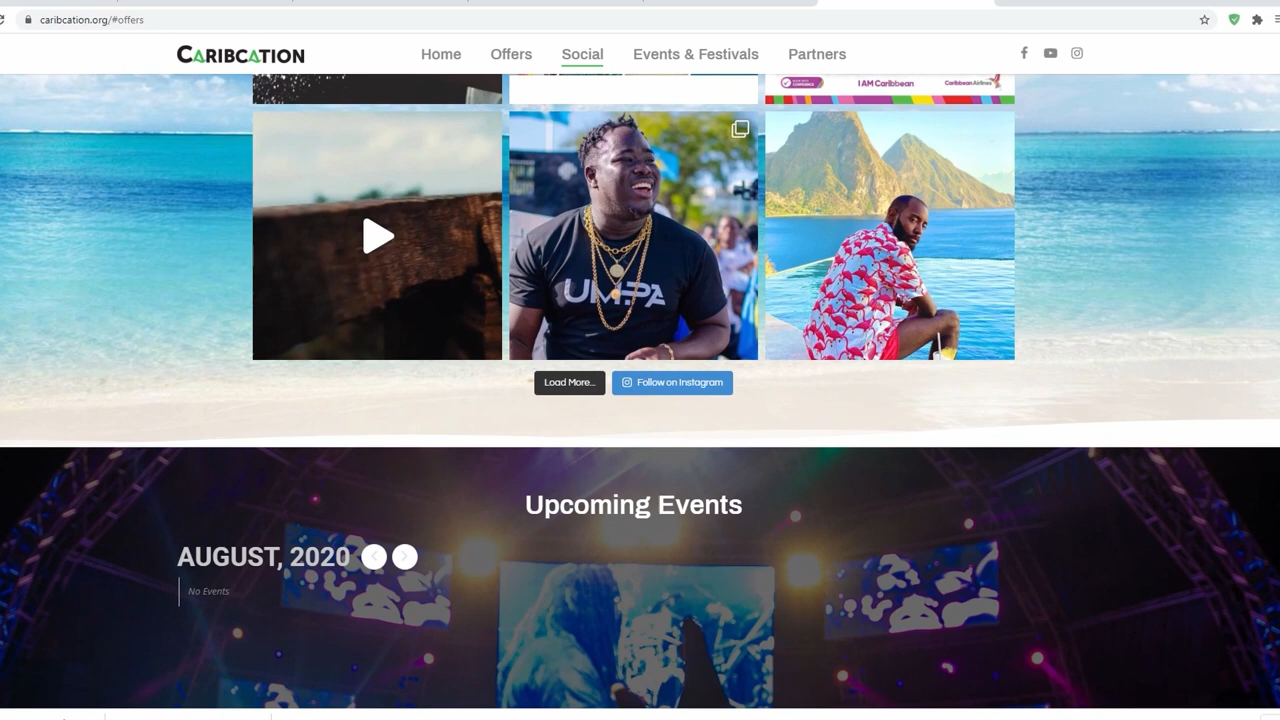 caribcation.org/#offers
CARIBCATION
Home Offers Social Events & Festivals Partners
I AM Caribbean
Caribbean Airlines
UMPA
Load More...
Follow on Instagram
Upcoming Events
AUGUST, 2020
No Events